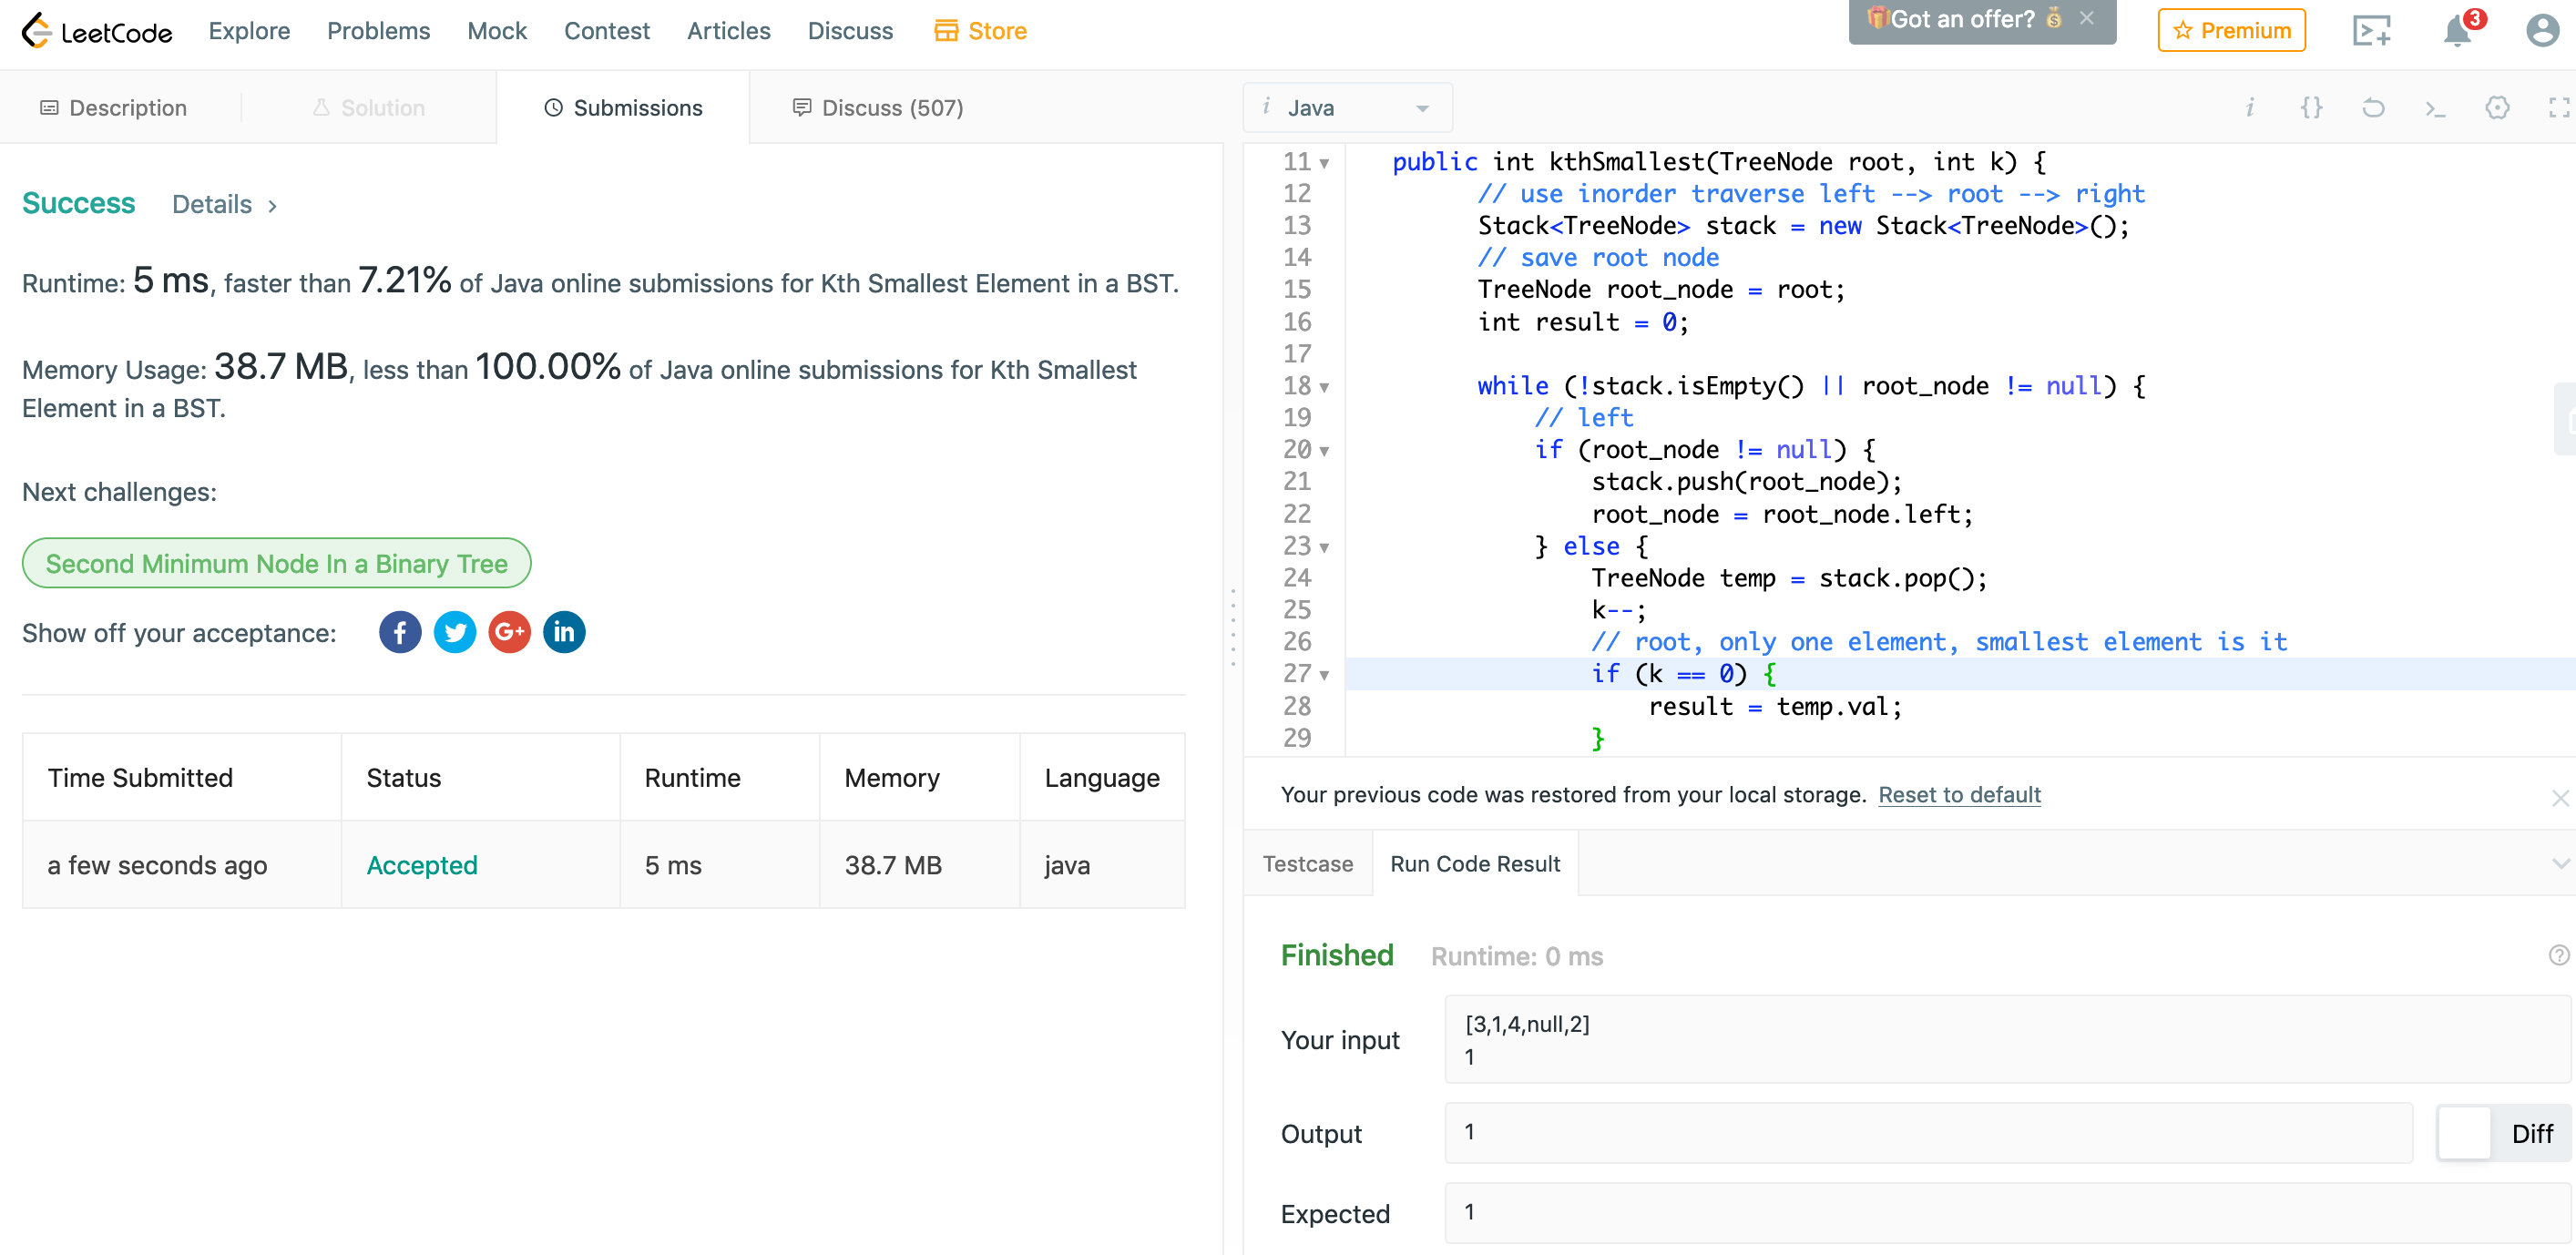 LeetCode Explore Problems Mock Contest Articles Discuss Store Got an offer? Premium 3
Description Solution Submissions Discuss (507)
Success Details >
Runtime: 5 ms, faster than 7.21% of Java online submissions for Kth Smallest Element in a BST.
Memory Usage: 38.7 MB, less than 100.00% of Java online submissions for Kth Smallest
Element in a BST.
Next challenges:
Second Minimum Node In a Binary Tree
Show off your acceptance: f G+ in
Time Submitted Status Runtime Memory Language
a few seconds ago Accepted 5 ms 38.7 MB java
i Java i {} >_
11 public int kthSmallest(TreeNode root, int k) {
12 // use inorder traverse left --> root --> right
13 Stack<TreeNode> stack = new Stack<TreeNode>();
14 // save root node
15 TreeNode root_node = root;
16 int result = 0;
17
18 while (!stack.isEmpty() || root_node != null) {
19 // left
20 if (root_node != null) {
21 stack.push(root_node);
22 root_node = root_node.left;
23 } else {
24 TreeNode temp = stack.pop();
25 k--;
26 // root, only one element, smallest element is it
27 if (k == 0) {
28 result = temp.val;
29 }
Your previous code was restored from your local storage. Reset to default
Testcase Run Code Result
Finished Runtime: 0 ms
Your input
[3,1,4,null,2]
1
Output 1 Diff
Expected 1